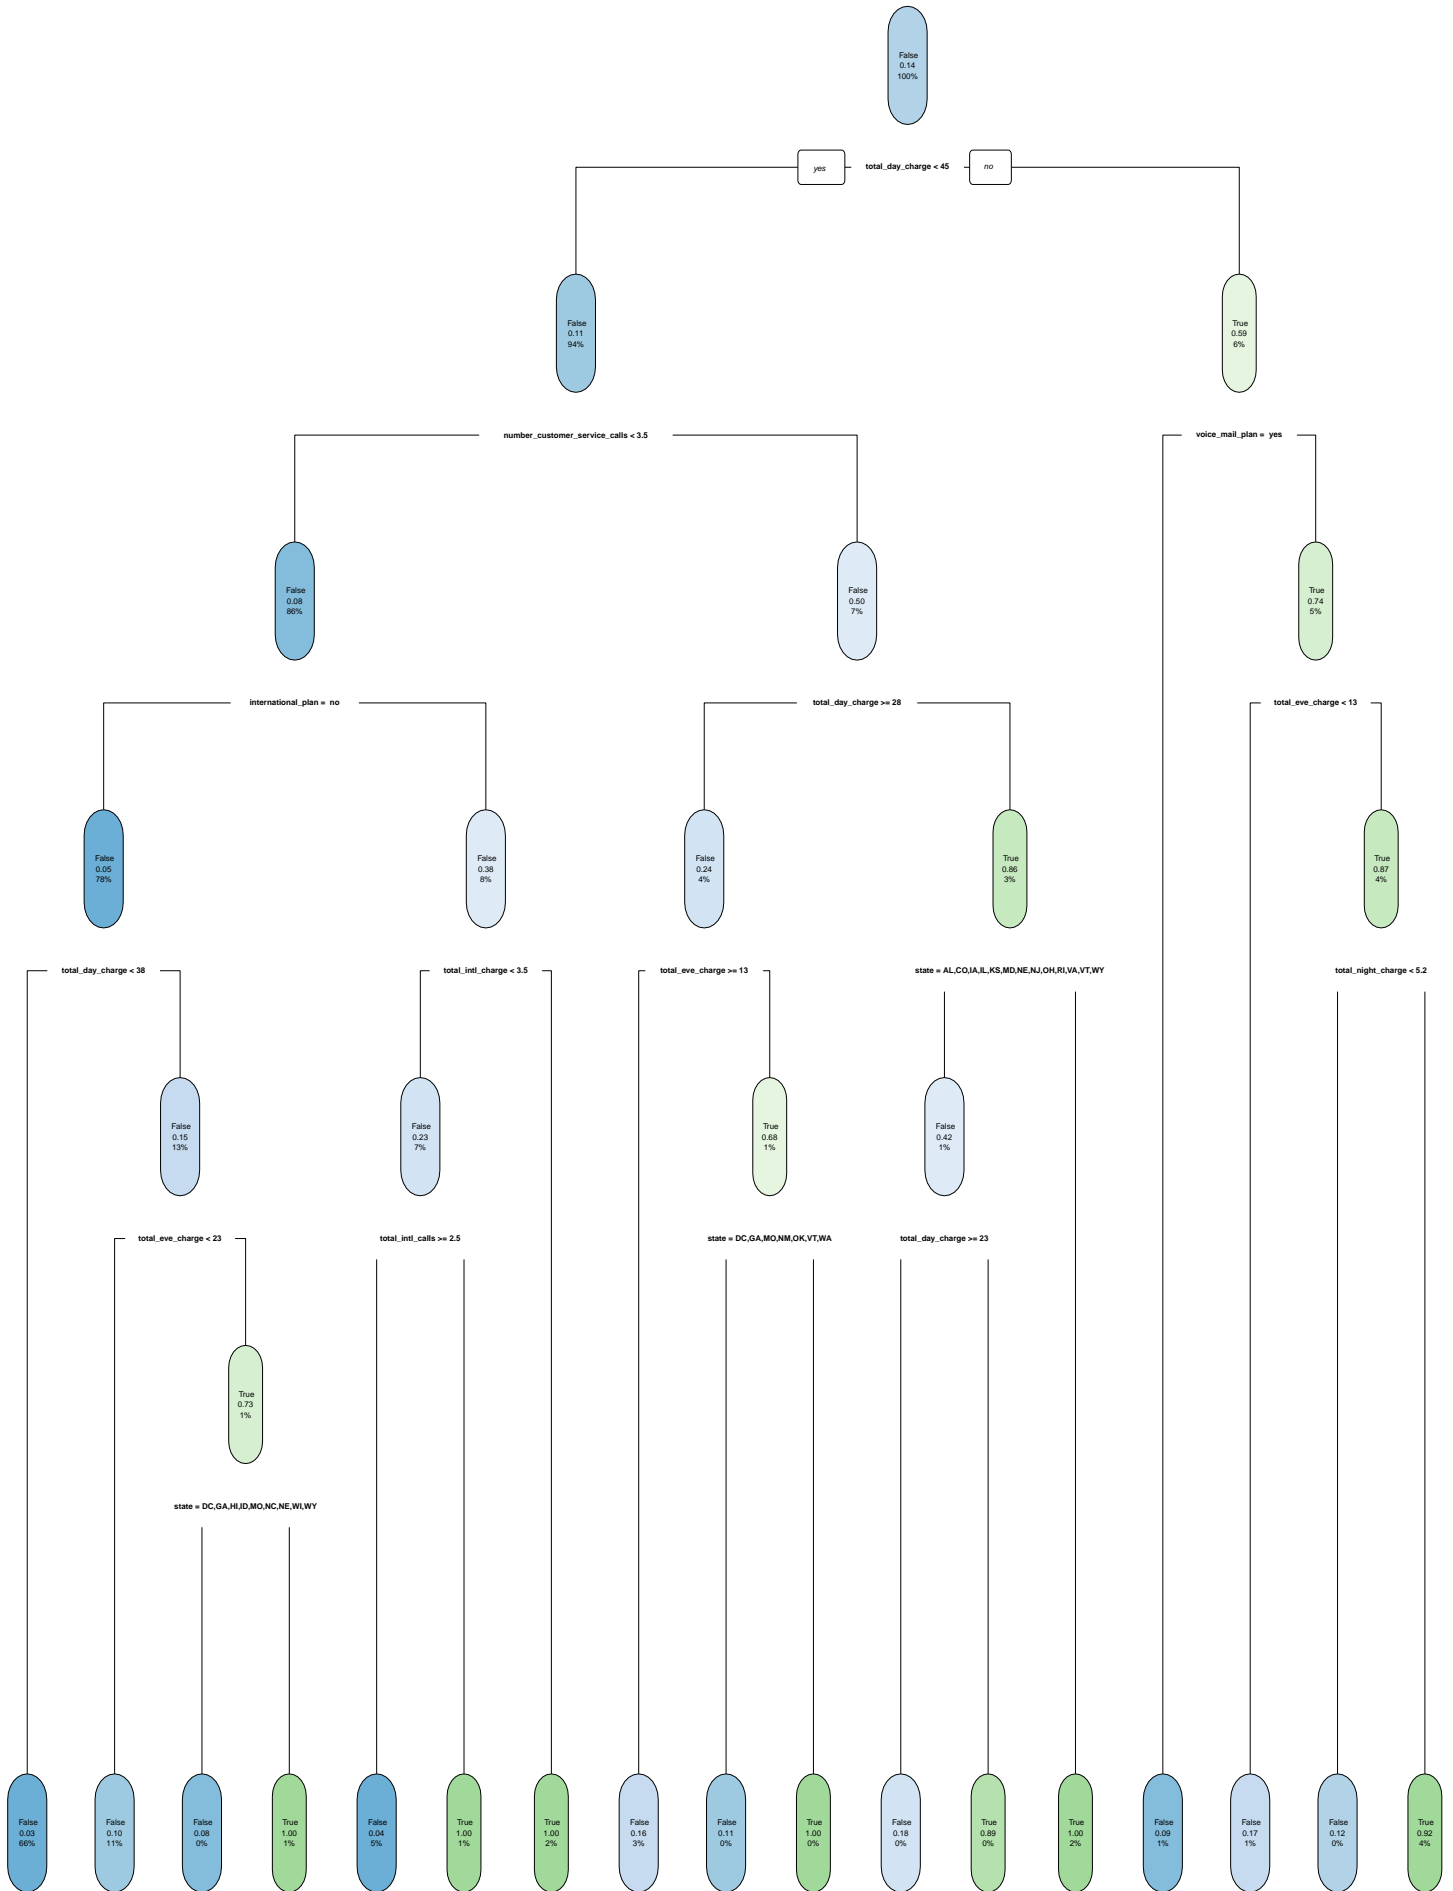 False
0.14
100%
yes
total_day_charge < 45
no
False
0.11
94%
True
0.59
6%
number_customer_service_calls < 3.5
voice_mail_plan = yes
False
0.08
86%
False
0.50
7%
True
0.74
5%
international_plan = no
total_day_charge >= 28
total_eve_charge < 13
False
0.05
78%
False
0.38
8%
False
0.24
4%
True
0.86
3%
True
0.87
4%
total_day_charge < 38
total_intl_charge < 3.5
total_eve_charge >= 13
state = AL,CO,IA,IL,KS,MD,NE,NJ,OH,RI,VA,VT,WY
total_night_charge < 5.2
False
0.15
13%
False
0.23
7%
True
0.68
1%
False
0.42
1%
total_eve_charge < 23
total_intl_calls >= 2.5
state = DC,GA,MO,NM,OK,VT,WA
total_day_charge >= 23
True
0.73
1%
state = DC,GA,HI,ID,MO,NC,NE,WI,WY
False
0.03
66%
False
0.10
11%
False
0.08
0%
True
1.00
1%
False
0.04
5%
True
1.00
1%
True
1.00
2%
False
0.16
3%
False
0.11
0%
True
1.00
0%
False
0.18
0%
True
0.89
0%
True
1.00
2%
False
0.09
1%
False
0.17
1%
False
0.12
0%
True
0.92
4%